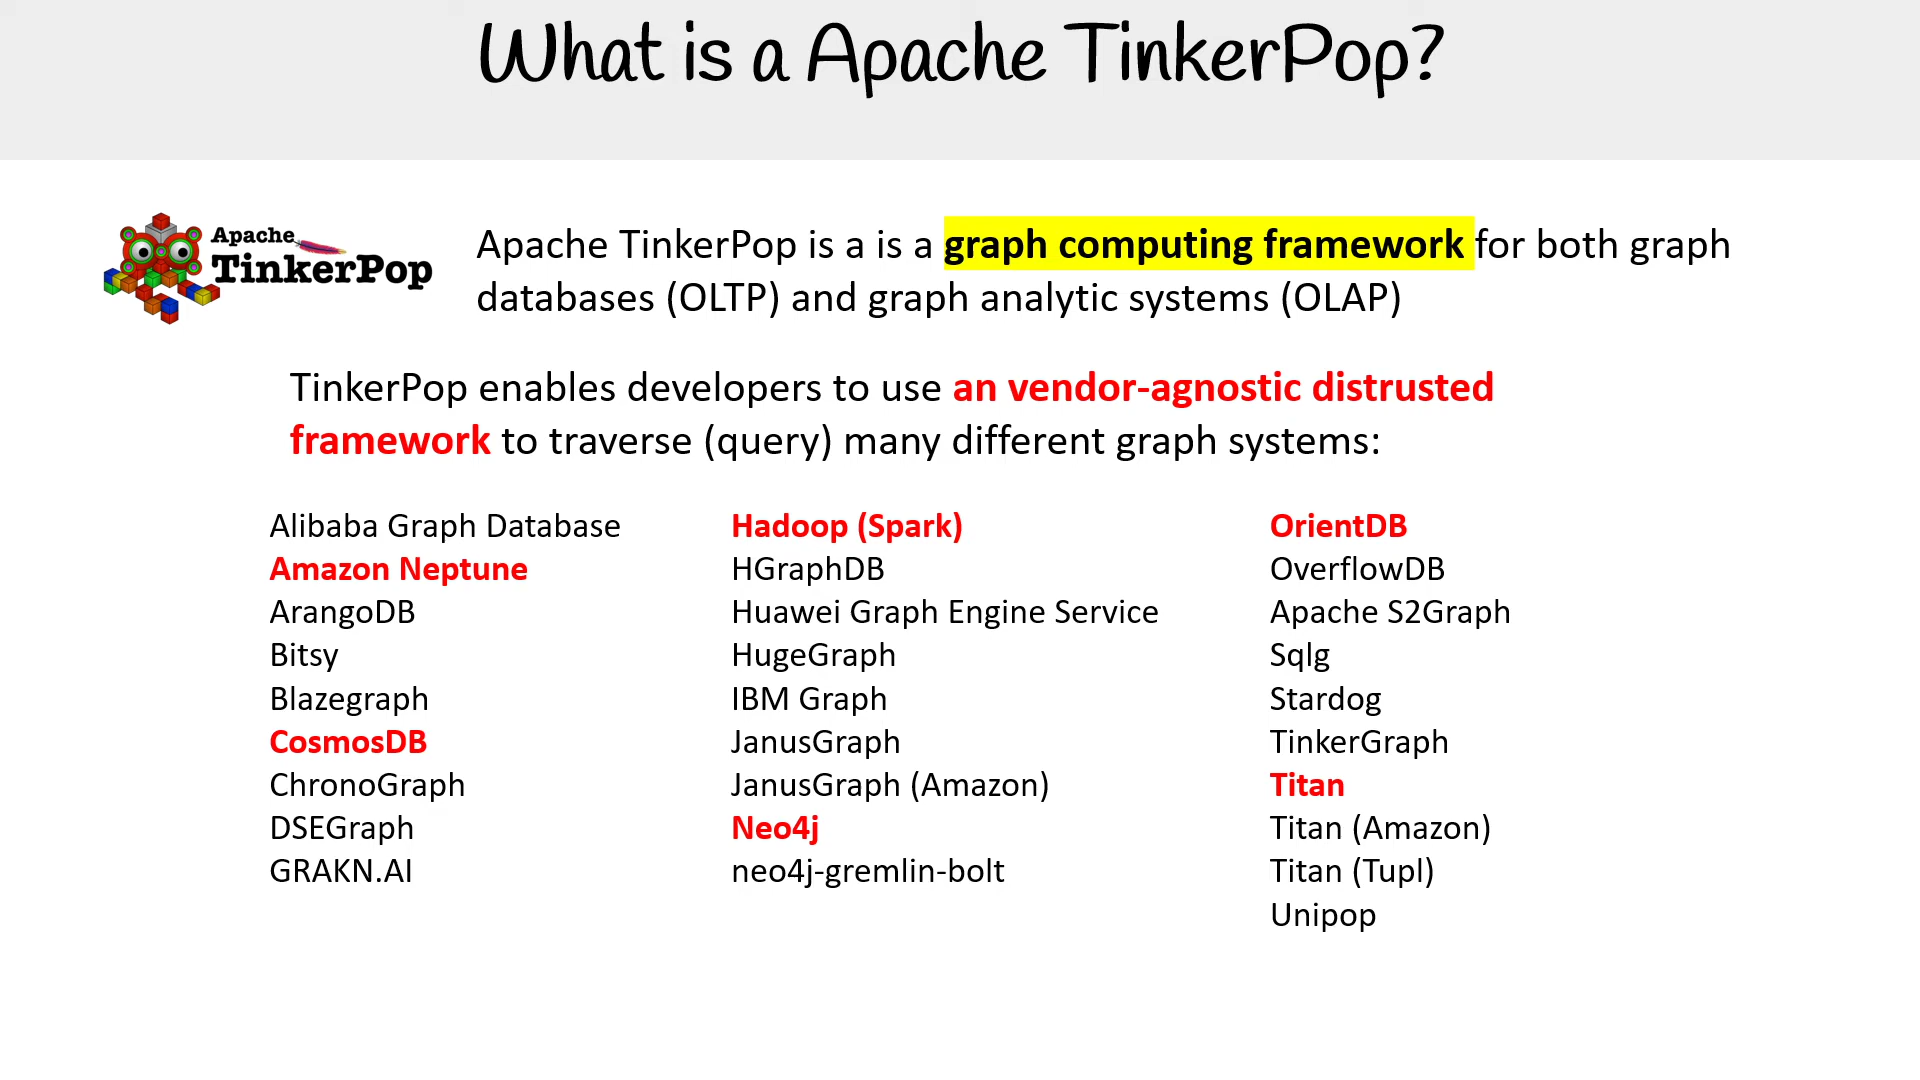 What is a Apache TinkerPop?
Apache
TinkerPop
Apache TinkerPop is a is a graph computing framework for both graph
databases (OLTP) and graph analytic systems (OLAP)
TinkerPop enables developers to use an vendor-agnostic distrusted
framework to traverse (query) many different graph systems:
Alibaba Graph Database
Amazon Neptune
ArangoDB
Bitsy
Blazegraph
CosmosDB
ChronoGraph
DSEGraph
GRAKN.AI
Hadoop (Spark)
HGraphDB
Huawei Graph Engine Service
HugeGraph
IBM Graph
JanusGraph
JanusGraph (Amazon)
Neo4j
neo4j-gremlin-bolt
OrientDB
OverflowDB
Apache S2Graph
Sqlg
Stardog
TinkerGraph
Titan
Titan (Amazon)
Titan (Tupl)
Unipop